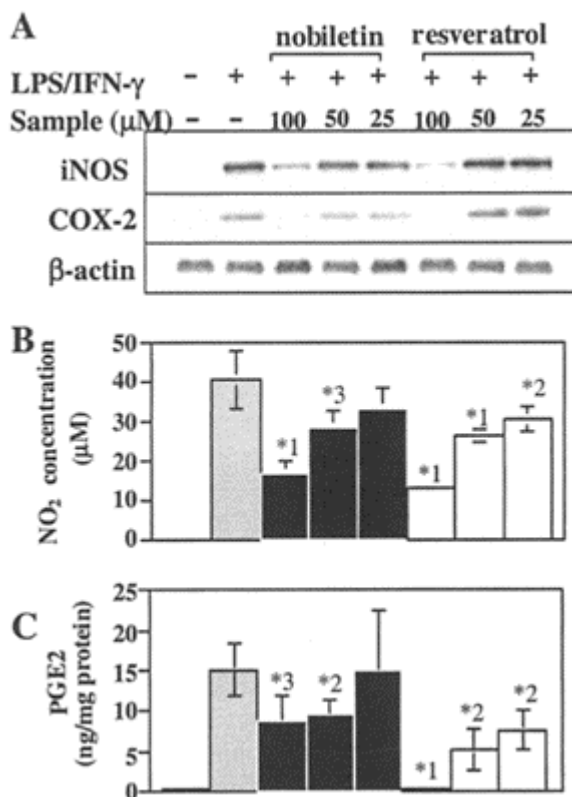 A
nobiletin resveratrol
LPS/IFN-γ − + + + + + + +
Sample (μM) − − 100 50 25 100 50 25
iNOS
COX-2
β-actin
B
NO₂ concentration
(μM)
50
40
30
20
10
0
*1
*3
*1
*1
*2
C
PGE2
(ng/mg protein)
25
20
15
10
5
0
*3
*2
*1
*2
*2